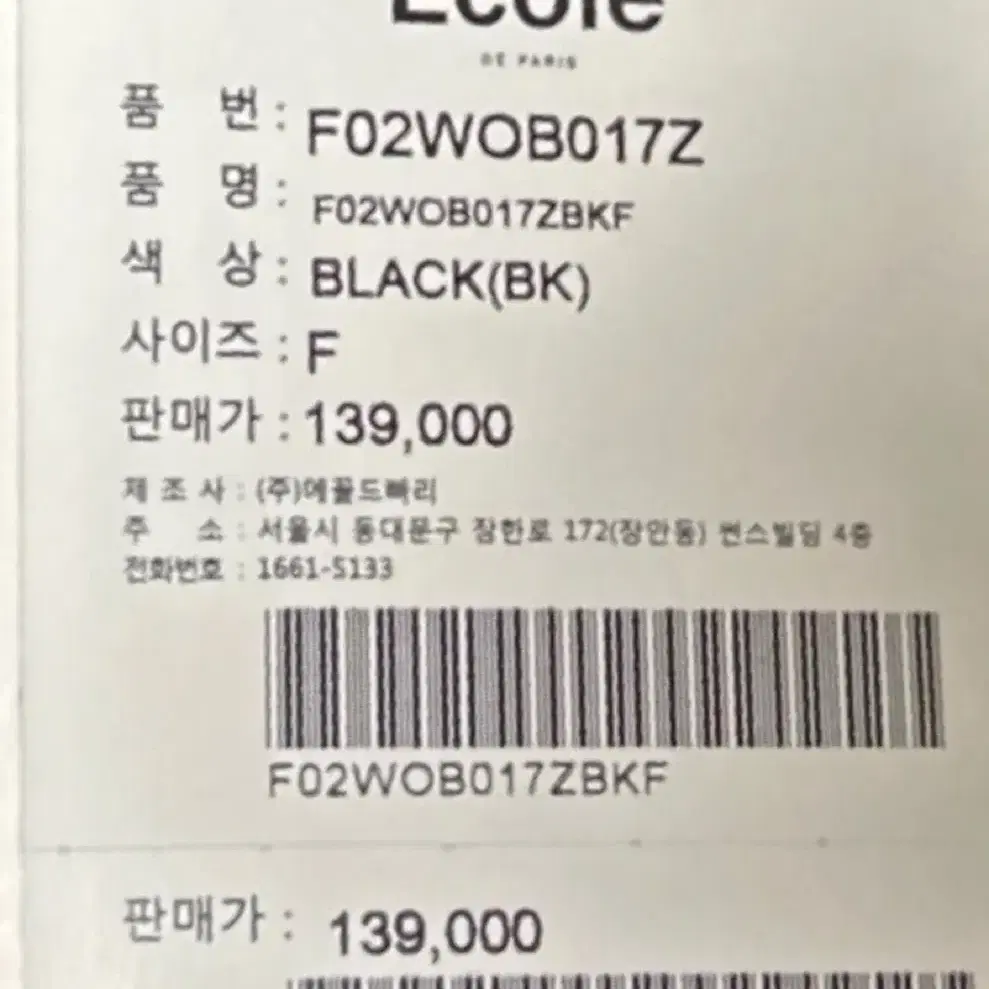 Ecole
DE PARIS
품 번 : F02WOB017Z
품 명 : F02WOB017ZBKF
색 상 : BLACK(BK)
사이즈 : F
판매가 : 139,000
제 조 사 : (주)에꼴드빠리
주 소 : 서울시 동대문구 장한로 172(장안동) 썬스빌딩 4층
전화번호 : 1661-5133
F02WOB017ZBKF
판매가 : 139,000